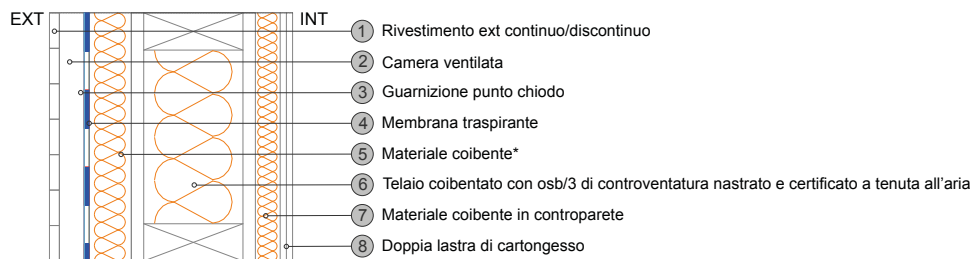 EXT INT
1 Rivestimento ext continuo/discontinuo
2 Camera ventilata
3 Guarnizione punto chiodo
4 Membrana traspirante
5 Materiale coibente*
6 Telaio coibentato con osb/3 di controventatura nastrato e certificato a tenuta all'aria
7 Materiale coibente in controparete
8 Doppia lastra di cartongesso